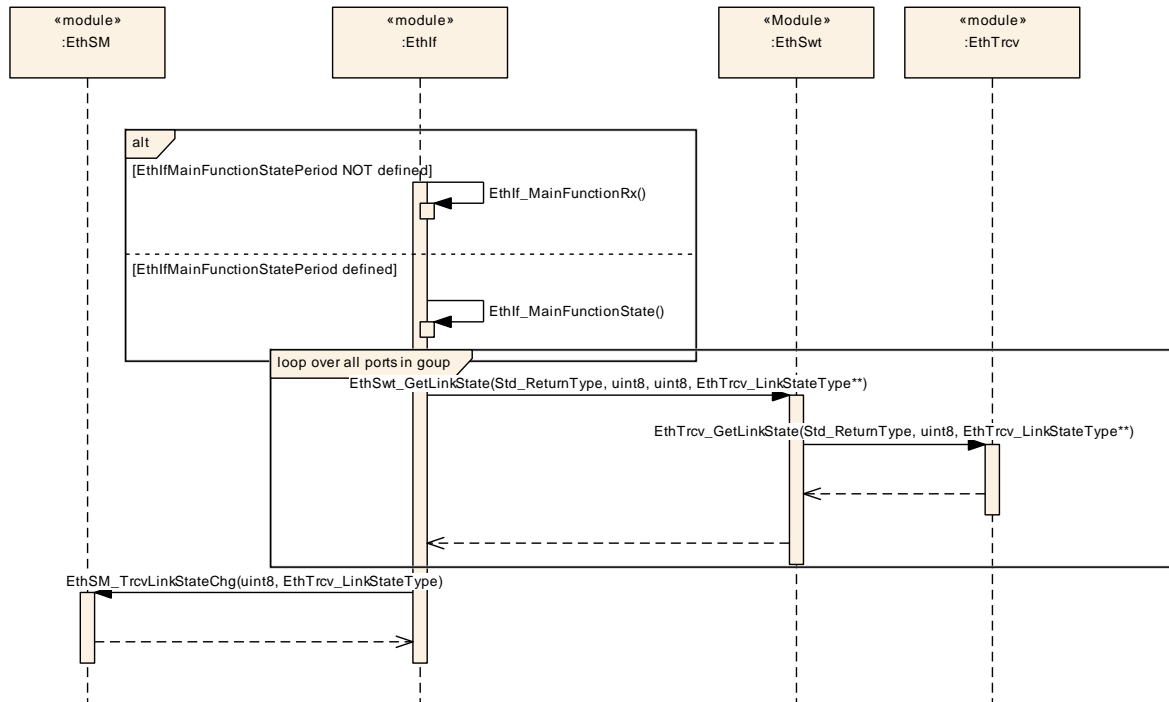 «module»
:EthSM
«module»
:EthIf
«Module»
:EthSwt
«module»
:EthTrcv
alt
[EthIfMainFunctionStatePeriod NOT defined]
EthIf_MainFunctionRx()
[EthIfMainFunctionStatePeriod defined]
EthIf_MainFunctionState()
loop over all ports in goup
EthSwt_GetLinkState(Std_ReturnType, uint8, uint8, EthTrcv_LinkStateType**)
EthTrcv_GetLinkState(Std_ReturnType, uint8, EthTrcv_LinkStateType**)
EthSM_TrcvLinkStateChg(uint8, EthTrcv_LinkStateType)